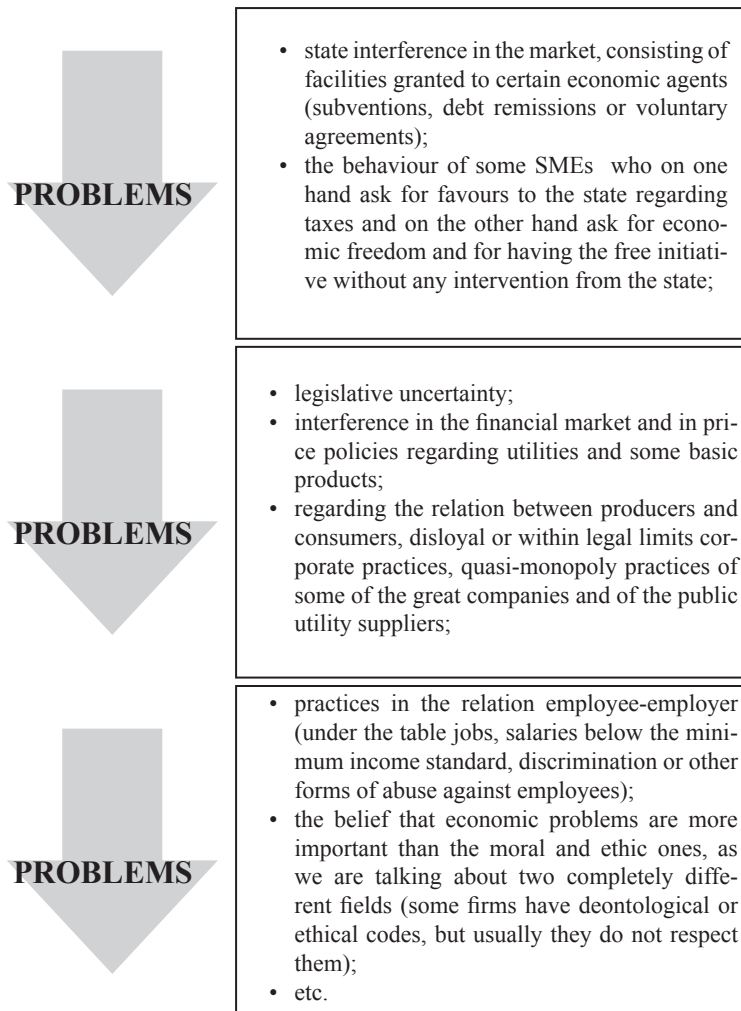 • state interference in the market, consisting of
facilities granted to certain economic agents
(subventions, debt remissions or voluntary
agreements);
• the behaviour of some SMEs who on one
hand ask for favours to the state regarding
taxes and on the other hand ask for econo-
mic freedom and for having the free initiati-
ve without any intervention from the state;
PROBLEMS
• legislative uncertainty;
• interference in the financial market and in pri-
ce policies regarding utilities and some basic
products;
• regarding the relation between producers and
consumers, disloyal or within legal limits cor-
porate practices, quasi-monopoly practices of
some of the great companies and of the public
utility suppliers;
PROBLEMS
• practices in the relation employee-employer
(under the table jobs, salaries below the mini-
mum income standard, discrimination or other
forms of abuse against employees);
• the belief that economic problems are more
important than the moral and ethic ones, as
we are talking about two completely diffe-
rent fields (some firms have deontological or
ethical codes, but usually they do not respect
them);
• etc.
PROBLEMS